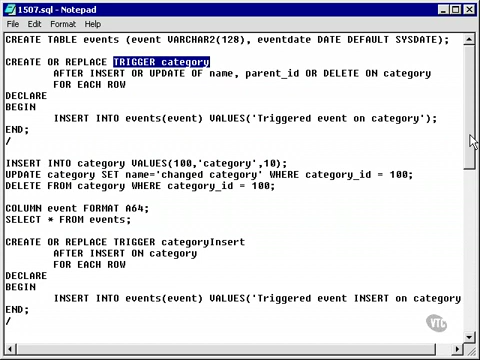 1507.sql - Notepad
File Edit Format Help
CREATE TABLE events (event VARCHAR2(128), eventdate DATE DEFAULT SYSDATE);
CREATE OR REPLACE TRIGGER category
AFTER INSERT OR UPDATE OF name, parent_id OR DELETE ON category
FOR EACH ROW
DECLARE
BEGIN
INSERT INTO events(event) VALUES('Triggered event on category');
END;
/
INSERT INTO category VALUES(100,'category',10);
UPDATE category SET name='changed category' WHERE category_id = 100;
DELETE FROM category WHERE category_id = 100;
COLUMN event FORMAT A64;
SELECT * FROM events;
CREATE OR REPLACE TRIGGER categoryInsert
AFTER INSERT ON category
FOR EACH ROW
DECLARE
BEGIN
INSERT INTO events(event) VALUES('Triggered event INSERT on category
END;
/
VTC